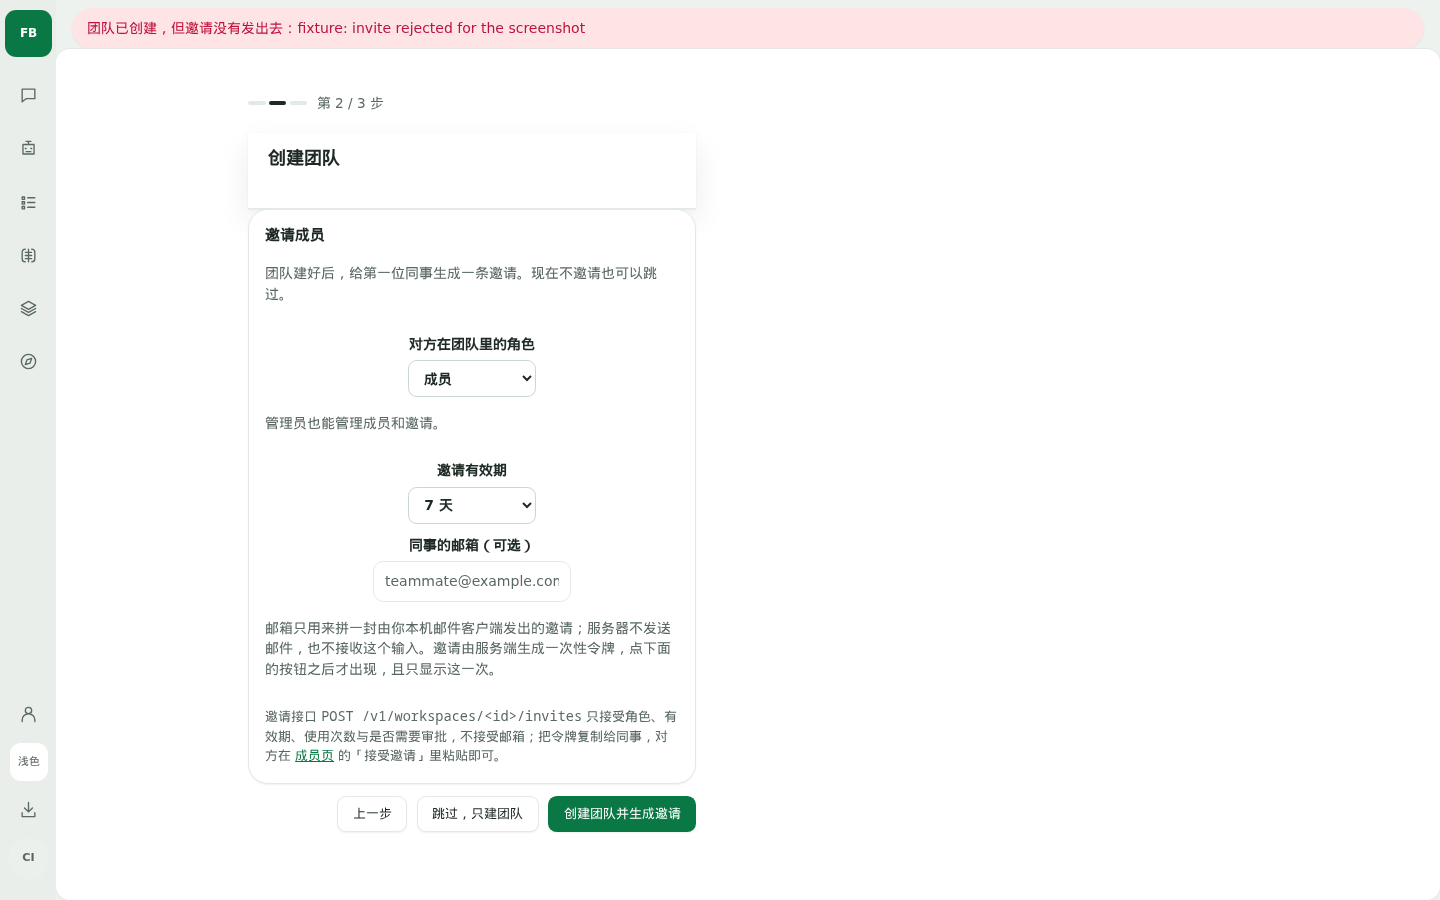 FB
团队已创建，但邀请没有发出去：fixture: invite rejected for the screenshot
第 2 / 3 步
创建团队
邀请成员
团队建好后，给第一位同事生成一条邀请。现在不邀请也可以跳
过。
对方在团队里的角色
成员
管理员也能管理成员和邀请。
邀请有效期
7 天
同事的邮箱（可选）
teammate@example.com
邮箱只用来拼一封由你本机邮件客户端发出的邀请；服务器不发送
邮件，也不接收这个输入。邀请由服务端生成一次性令牌，点下面
的按钮之后才出现，且只显示这一次。
邀请接口 POST /v1/workspaces/<id>/invites 只接受角色、有
效期、使用次数与是否需要审批，不接受邮箱；把令牌复制给同事，对
方在 成员页 的「接受邀请」里粘贴即可。
上一步
跳过，只建团队
创建团队并生成邀请
浅色
CI